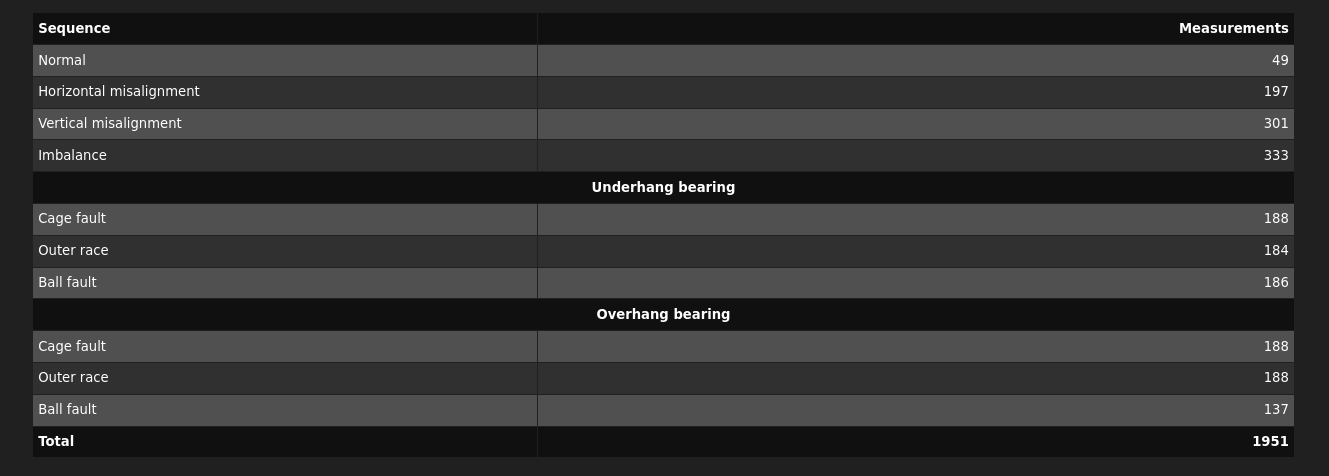 Sequence Measurements
Normal 49
Horizontal misalignment 197
Vertical misalignment 301
Imbalance 333
Underhang bearing
Cage fault 188
Outer race 184
Ball fault 186
Overhang bearing
Cage fault 188
Outer race 188
Ball fault 137
Total 1951